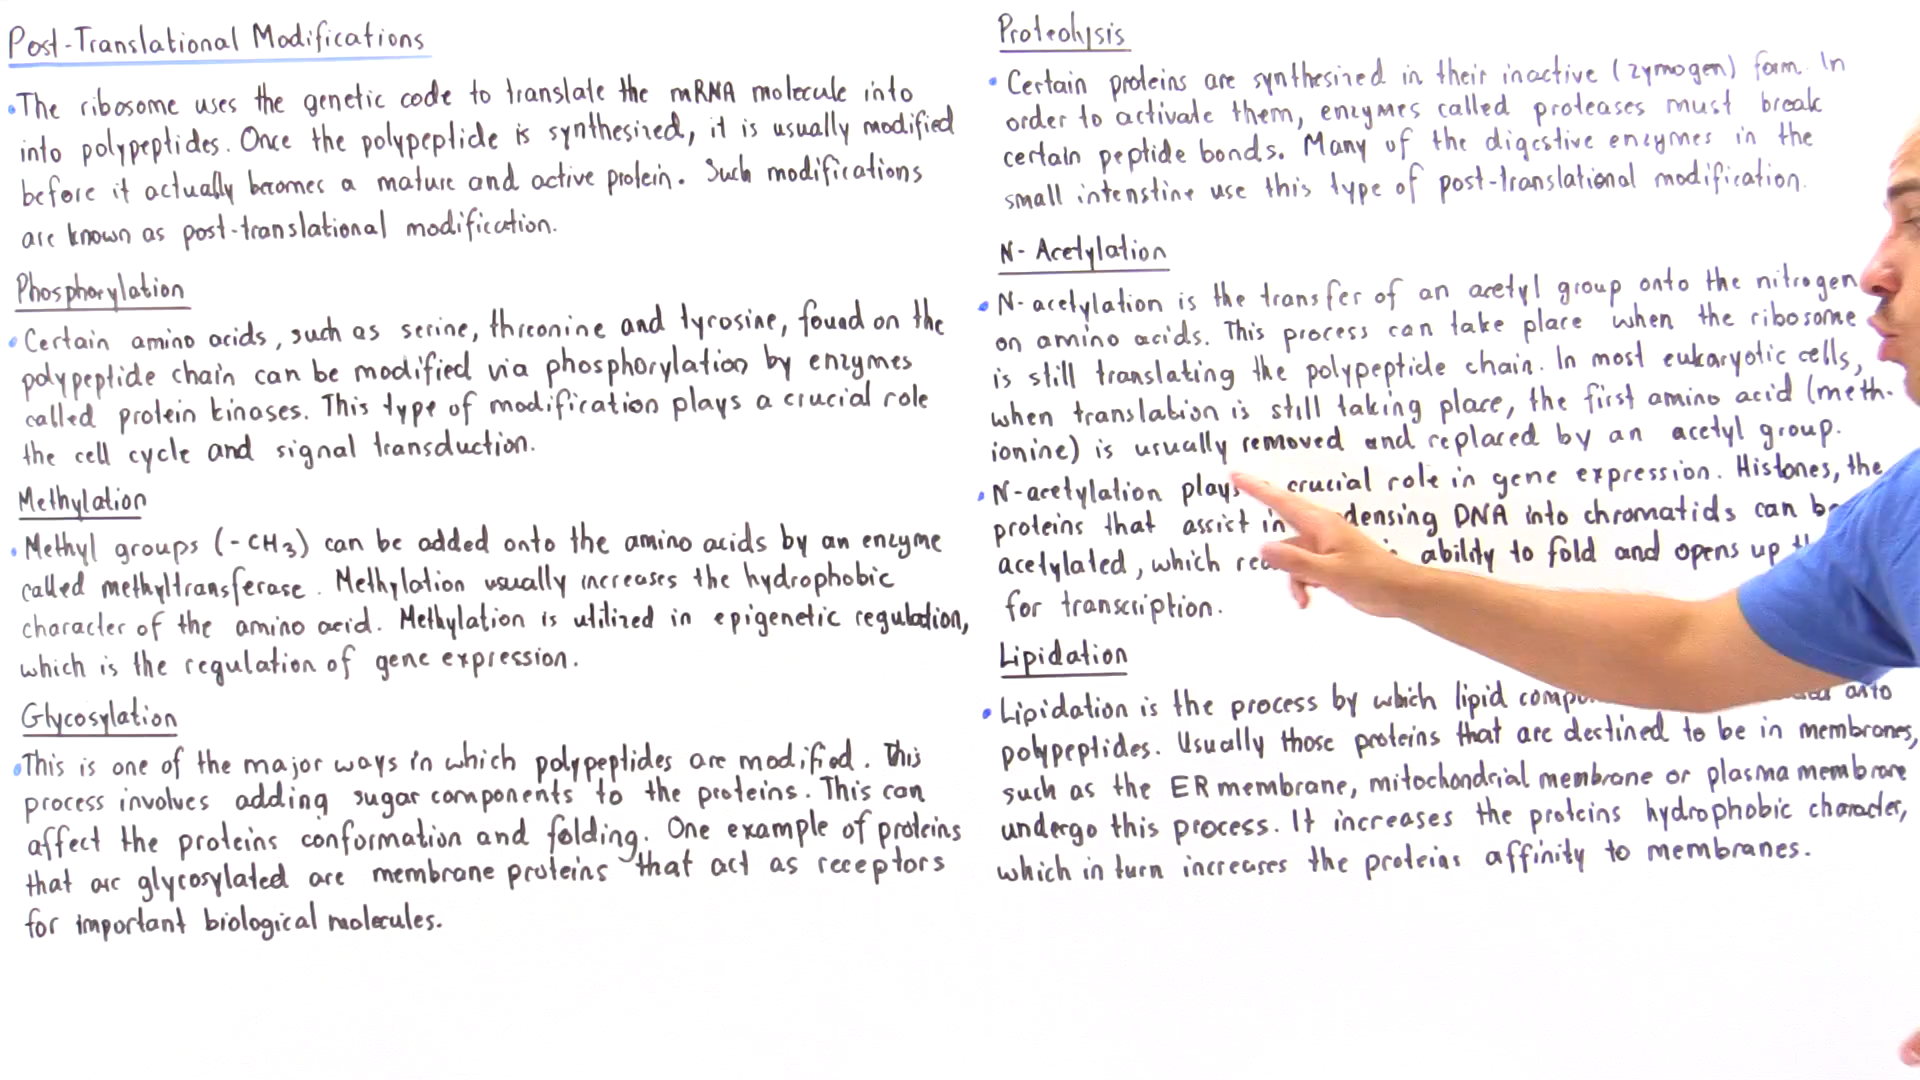 Post-Translational Modifications
•The ribosome uses the genetic code to translate the mRNA molecule into
into polypeptides. Once the polypeptide is synthesized, it is usually modified
before it actually becomes a mature and active protein. Such modifications
are known as post-translational modification.
Phosphorylation
•Certain amino acids, such as serine, threonine and tyrosine, found on the
polypeptide chain can be modified via phosphorylation by enzymes
called protein kinases. This type of modification plays a crucial role
the cell cycle and signal transduction.
Methylation
•Methyl groups (-CH3) can be added onto the amino acids by an enzyme
called methyltransferase. Methylation usually increases the hydrophobic
character of the amino acid. Methylation is utilized in epigenetic regulation,
which is the regulation of gene expression.
Glycosylation
•This is one of the major ways in which polypeptides are modified. This
process involves adding sugar components to the proteins. This can
affect the proteins conformation and folding. One example of proteins
that are glycosylated are membrane proteins that act as receptors
for important biological molecules.
Proteolysis
•Certain proteins are synthesized in their inactive (zymogen) form. In
order to activate them, enzymes called proteases must break
certain peptide bonds. Many of the digestive enzymes in the
small intenstine use this type of post-translational modification.
N-Acetylation
•N-acetylation is the transfer of an acetyl group onto the nitrogen
on amino acids. This process can take place when the ribosome
is still translating the polypeptide chain. In most eukaryotic cells,
when translation is still taking place, the first amino acid (meth-
ionine) is usually removed and replaced by an acetyl group.
•N-acetylation plays crucial role in gene expression. Histones, the
proteins that assist in DNA into chromatids can be
acetylated, which ability to fold and opens up
for transcription.
Lipidation
•Lipidation is the process by which lipid onto
polypeptides. Usually those proteins that are destined to be in membranes,
such as the ER membrane, mitochondrial membrane or plasma membrane
undergo this process. It increases the proteins hydrophobic character,
which in turn increases the proteins affinity to membranes.